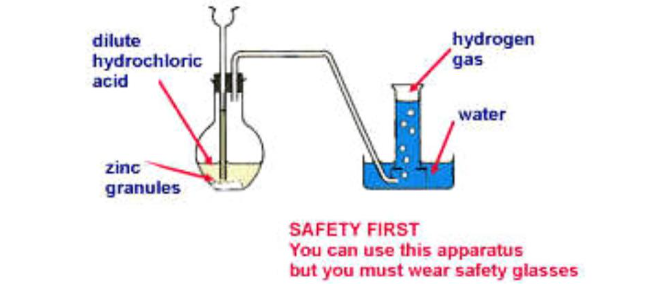 dilute
hydrochloric
acid
hydrogen
gas
water
zinc
granules
SAFETY FIRST
You can use this apparatus
but you must wear safety glasses